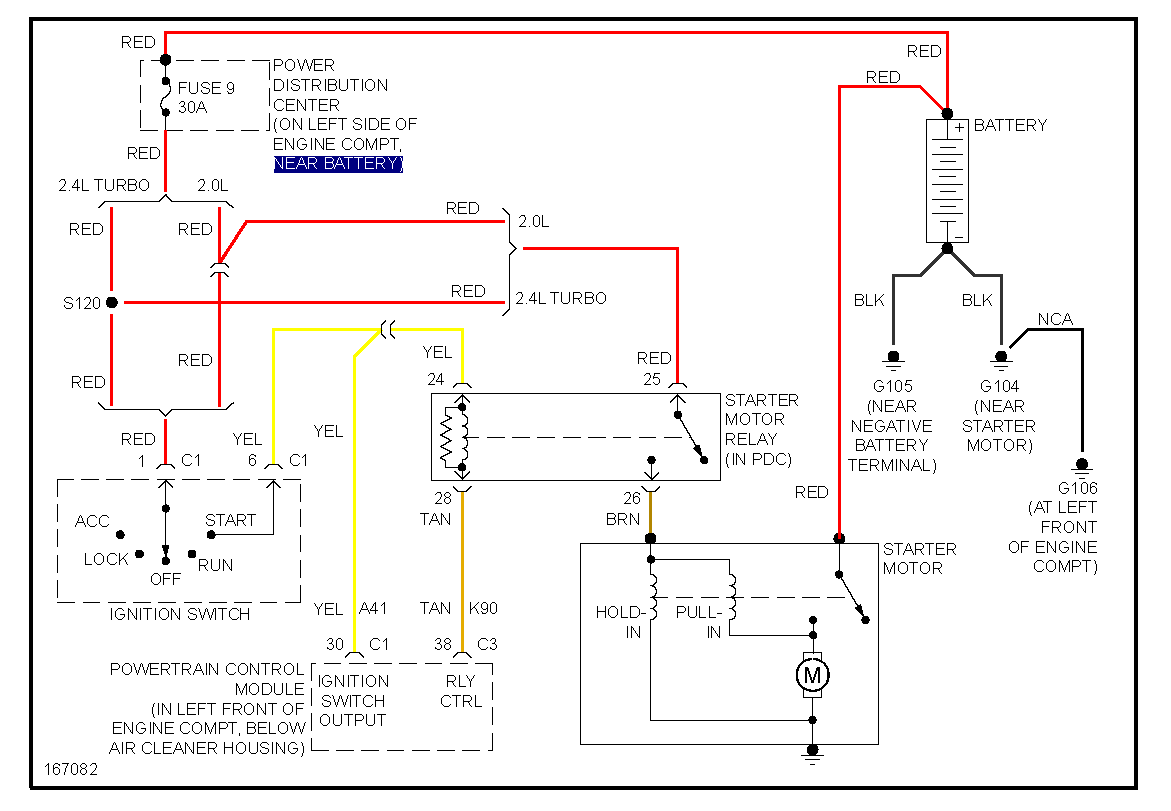 RED
RED
RED
FUSE 9
30A
POWER
DISTRIBUTION
CENTER
(ON LEFT SIDE OF
ENGINE COMPT,
NEAR BATTERY)
+ BATTERY
–
RED
2.4L TURBO
2.0L
RED
RED
RED
2.0L
S120
RED
2.4L TURBO
BLK
BLK
NCA
RED
RED
YEL
24
RED
25
G105
(NEAR
NEGATIVE
BATTERY
TERMINAL)
G104
(NEAR
STARTER
MOTOR)
STARTER
MOTOR
RELAY
(IN PDC)
RED
YEL
YEL
1
C1
6
C1
28
TAN
26
BRN
RED
G106
(AT LEFT
FRONT
OF ENGINE
COMPT)
ACC
START
LOCK
RUN
OFF
IGNITION SWITCH
STARTER
MOTOR
HOLD-
IN
PULL-
IN
M
YEL
A41
TAN
K90
30
C1
38
C3
POWERTRAIN CONTROL
MODULE
(IN LEFT FRONT OF
ENGINE COMPT, BELOW
AIR CLEANER HOUSING)
IGNITION
SWITCH
OUTPUT
RLY
CTRL
167082